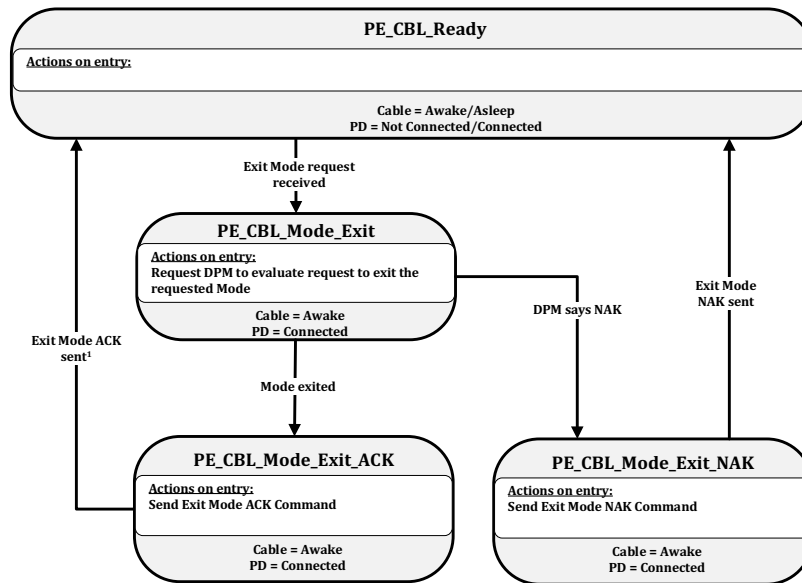 PE_CBL_Ready
Actions on entry:
Cable = Awake/Asleep
PD = Not Connected/Connected
Exit Mode request
received
PE_CBL_Mode_Exit
Actions on entry:
Request DPM to evaluate request to exit the
requested Mode
Cable = Awake
PD = Connected
Exit Mode
NAK sent
DPM says NAK
Exit Mode ACK
sent¹
Mode exited
PE_CBL_Mode_Exit_ACK
Actions on entry:
Send Exit Mode ACK Command
Cable = Awake
PD = Connected
PE_CBL_Mode_Exit_NAK
Actions on entry:
Send Exit Mode NAK Command
Cable = Awake
PD = Connected